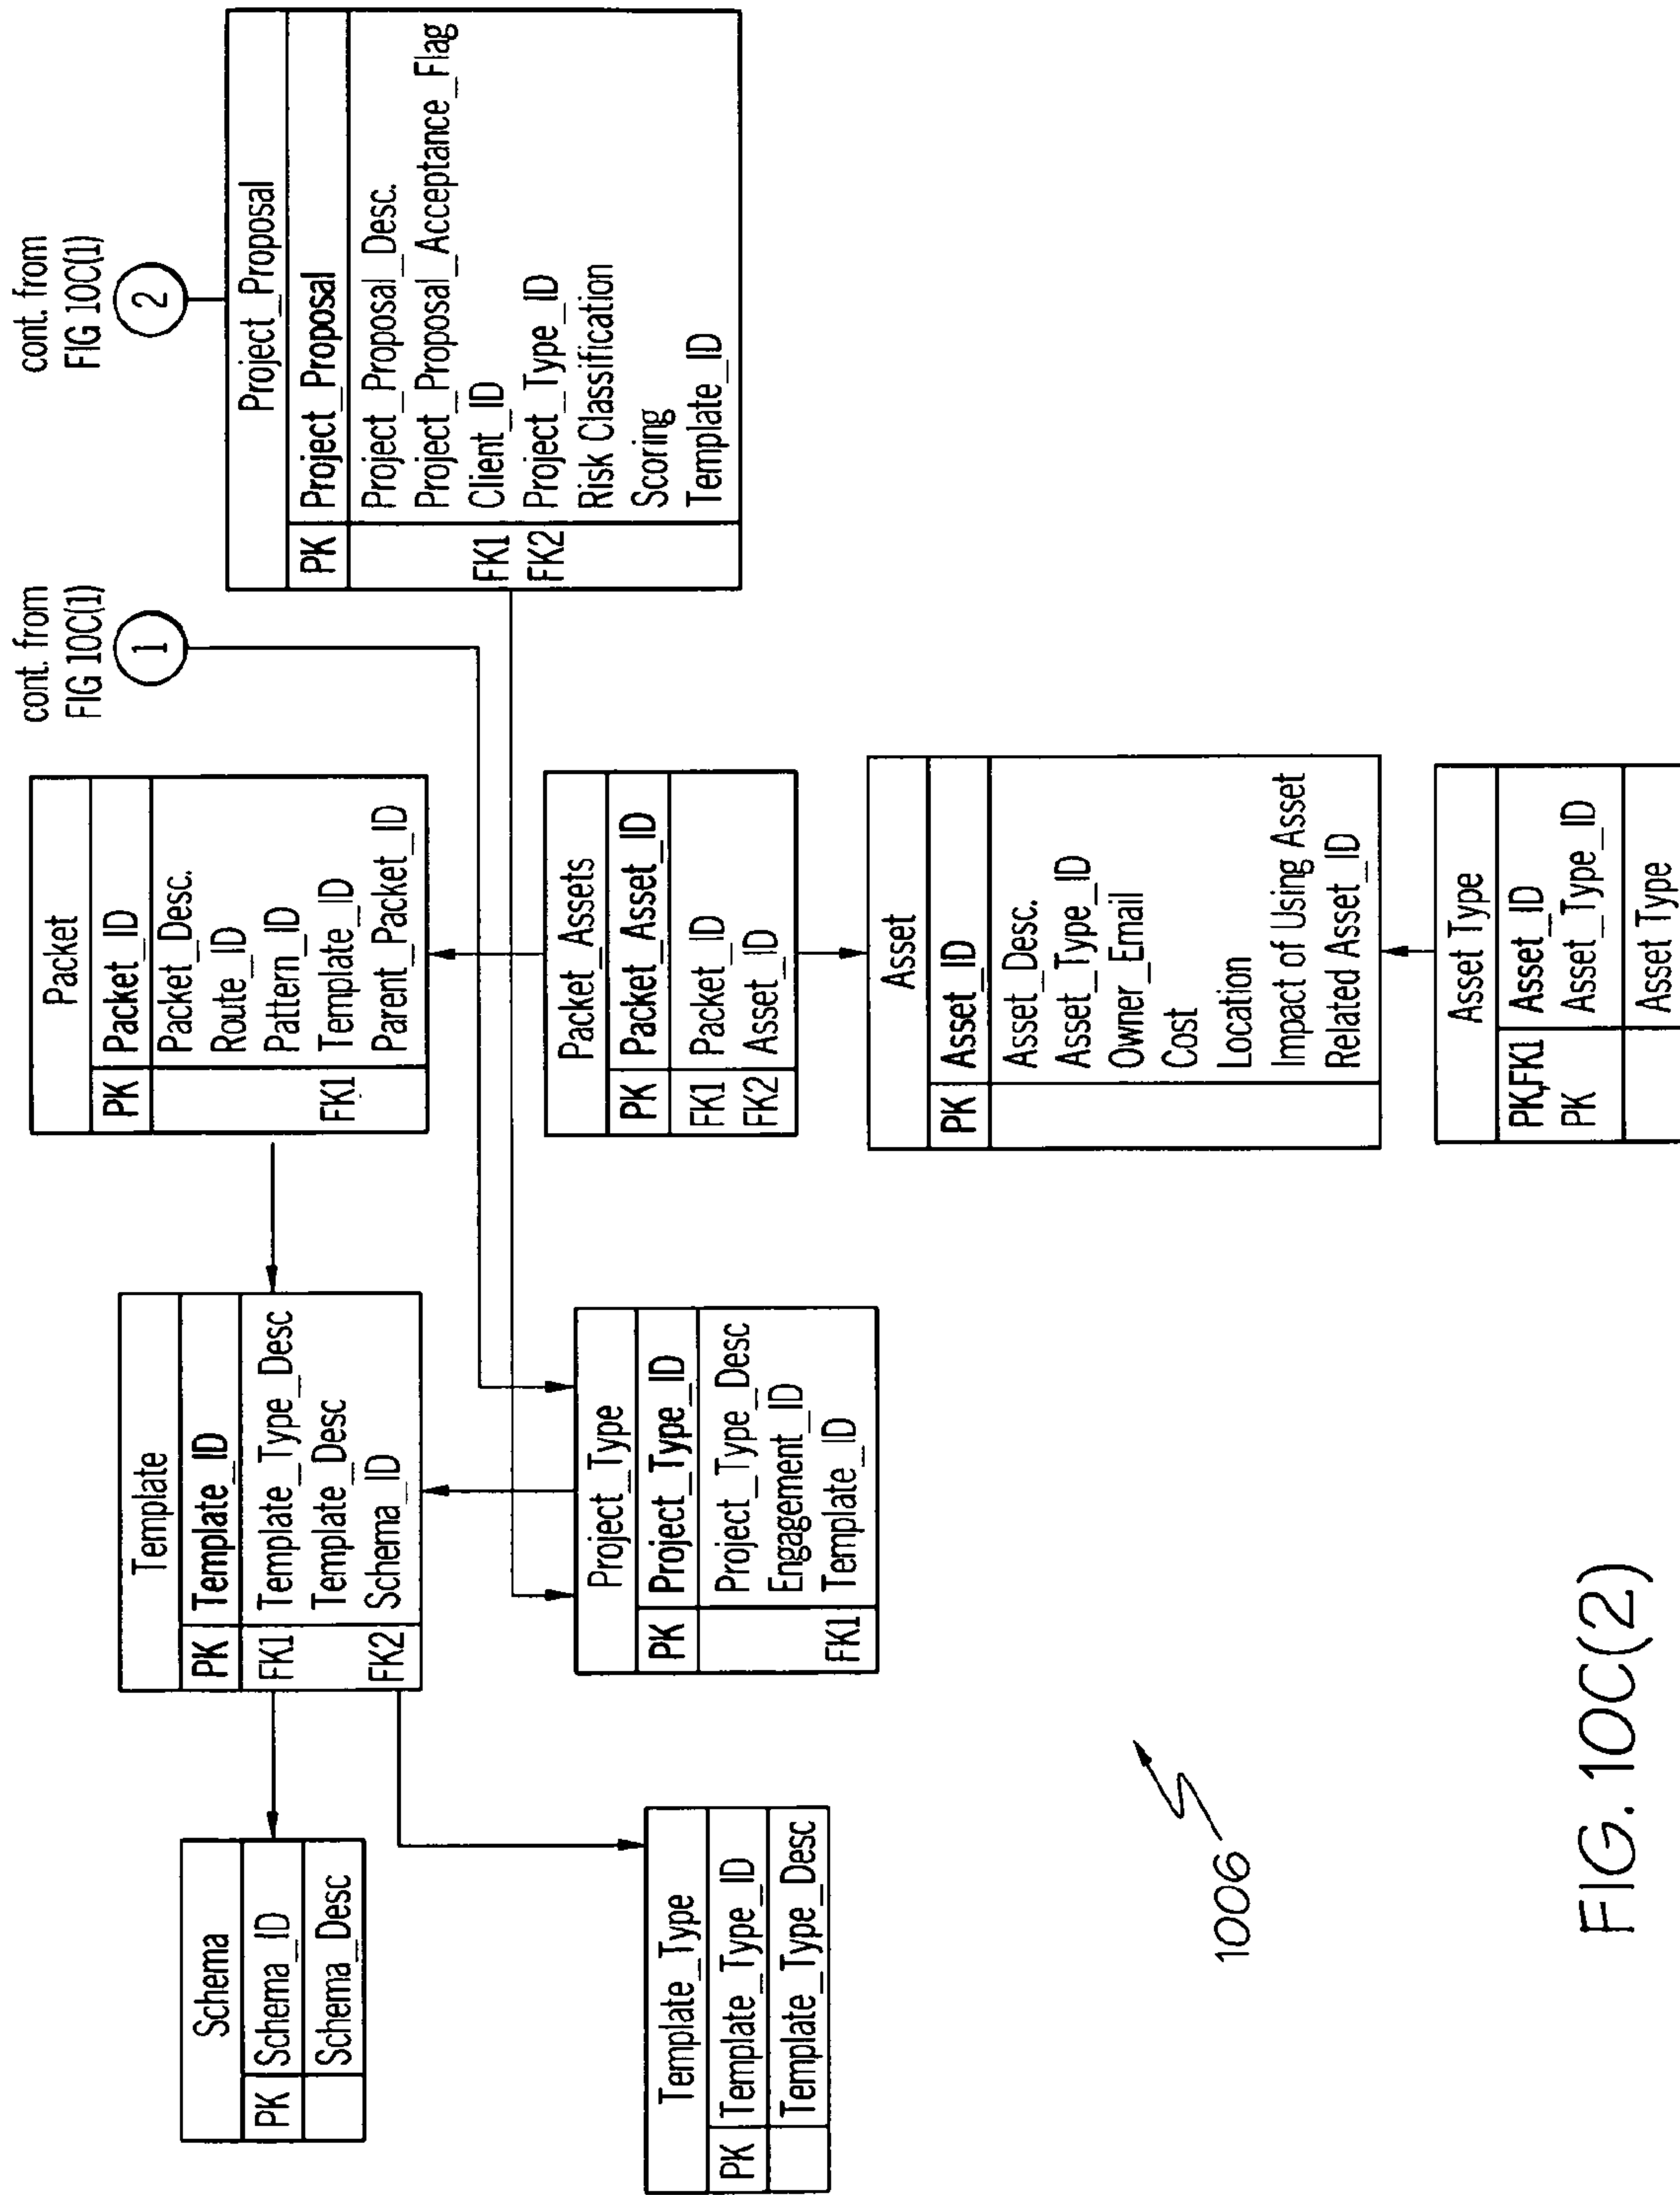 cont. from
FIG 10C(1)
1
cont. from
FIG 10C(1)
2
Schema
PK Schema_ID
Schema_Desc
Template
PK Template_ID
FK1 Template_Type_Desc
Template_Desc
FK2 Schema_ID
Packet
PK Packet_ID
Packet_Desc.
Route_ID
Pattern_ID
FK1 Template_ID
Parent_Packet_ID
Project_Proposal
PK Project_Proposal
Project_Proposal_Desc.
Project_Proposal_Acceptance_Flag
FK1 Client_ID
FK2 Project_Type_ID
Risk Classification
Scoring
Template_ID
Template_Type
PK Template_Type_ID
Template_Type_Desc
Project_Type
PK Project_Type_ID
Project_Type_Desc
Engagement_ID
FK1 Template_ID
Packet_Assets
PK Packet_Asset_ID
FK1 Packet_ID
FK2 Asset_ID
Asset
PK Asset_ID
Asset_Desc.
Asset_Type_ID
Owner_Email
Cost
Location
Impact of Using Asset
Related Asset_ID
Asset Type
PK,FK1 Asset_ID
PK Asset_Type_ID
Asset Type
1006
FIG. 10C(2)